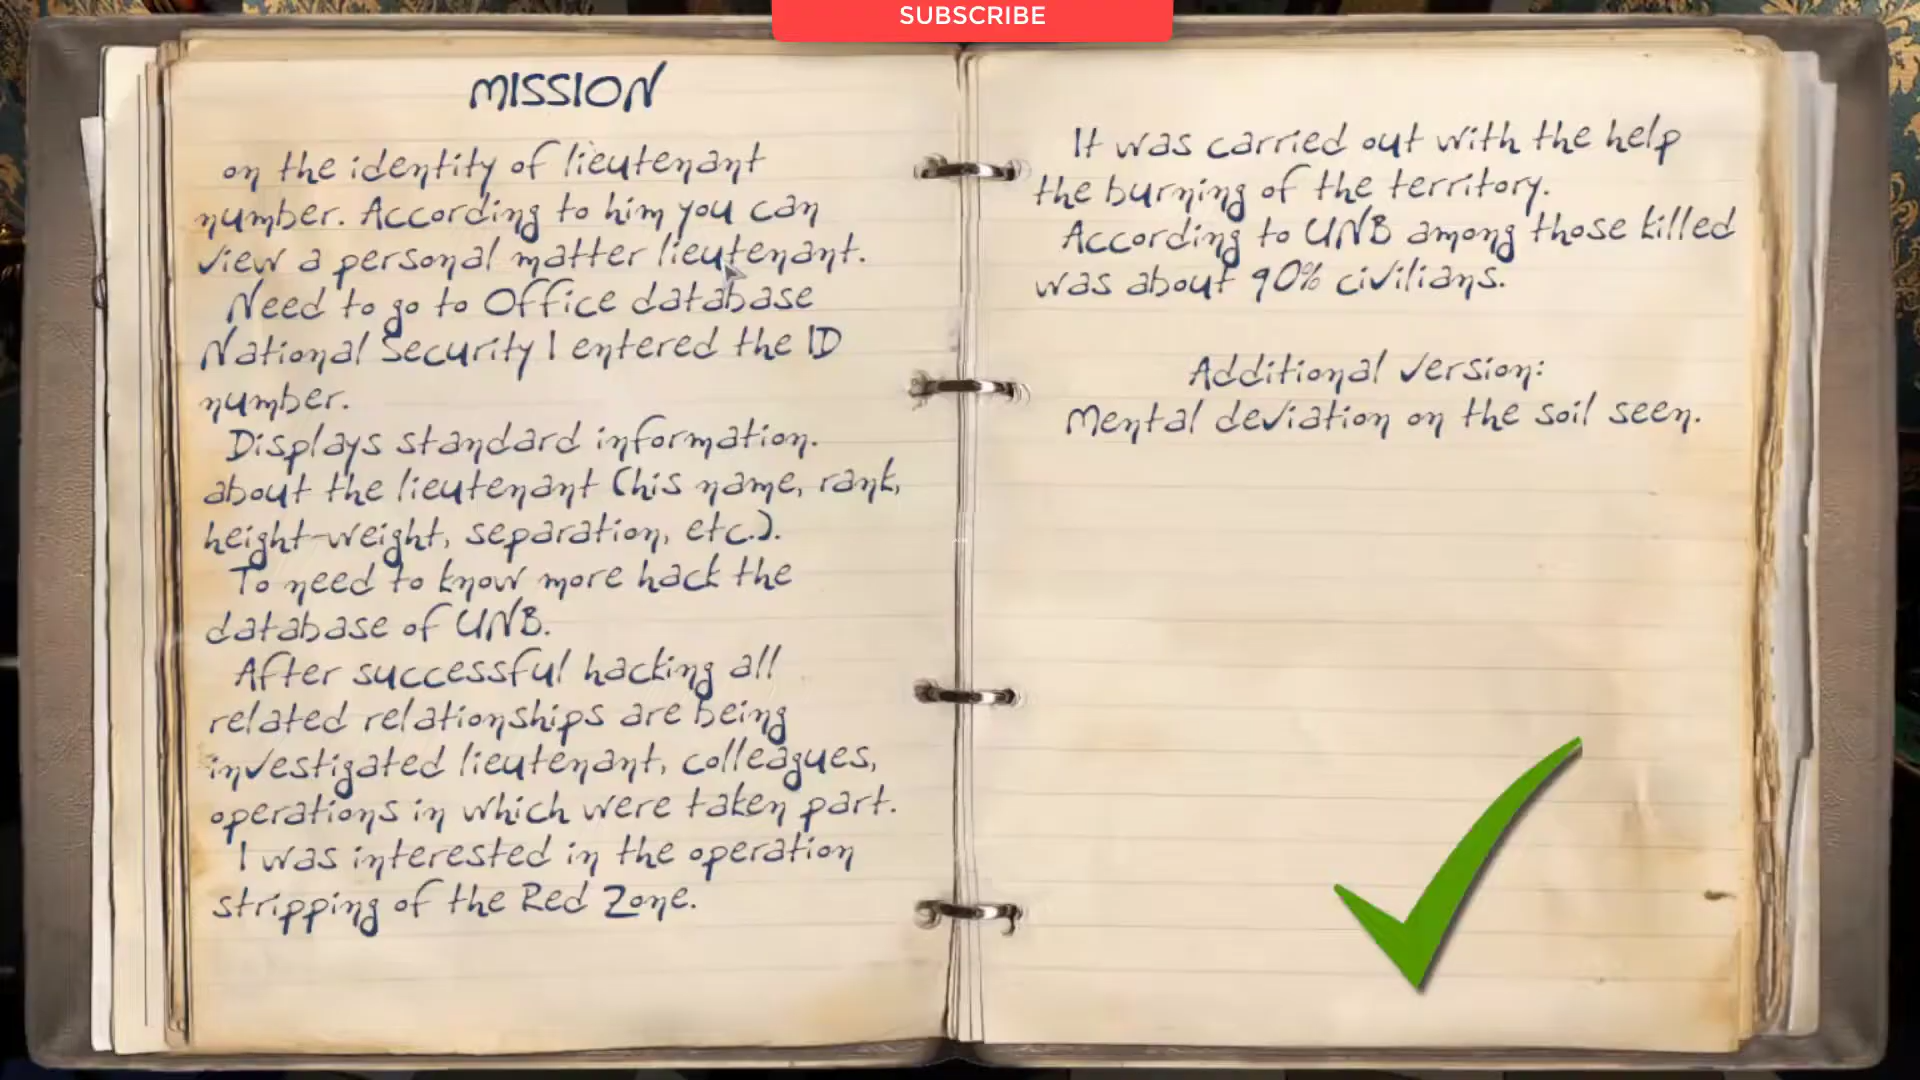 SUBSCRIBE
MISSION
on the identity of lieutenant
number. According to him you can
view a personal matter lieutenant.
Need to go to Office database
National Security I entered the ID
number.
Displays standard information.
about the lieutenant (his name, rank,
height-weight, separation, etc.).
To need to know more hack the
database of UNB.
After successful hacking all
related relationships are being
investigated lieutenant, colleagues,
operations in which were taken part.
I was interested in the operation
stripping of the Red Zone.
It was carried out with the help
the burning of the territory.
According to UNB among those killed
was about 90% civilians.
Additional version:
Mental deviation on the soil seen.